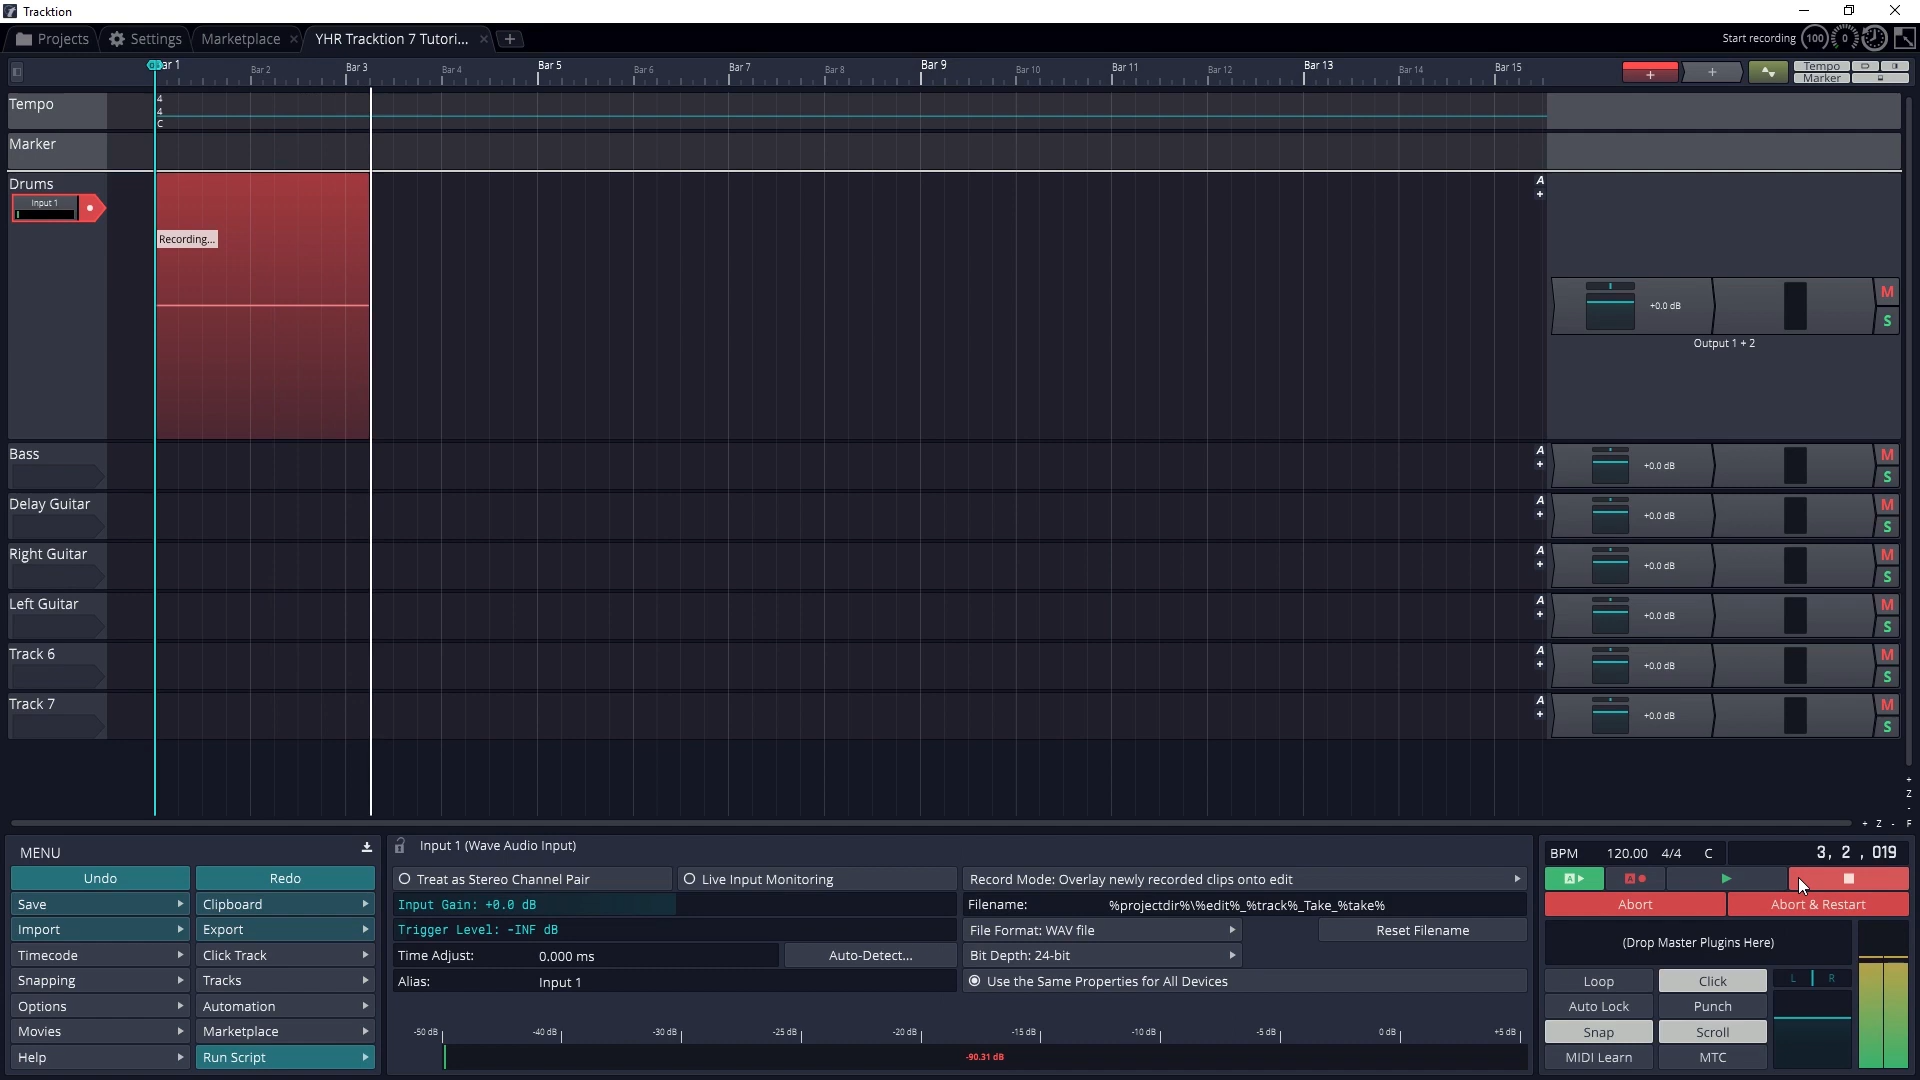 Tracktion
Projects
Settings
Marketplace
YHR Tracktion 7 Tutori...
Start recording
100
0
Bar 2
Bar 3
Bar 4
Bar 5
Bar 6
Bar 7
Bar 8
Bar 9
Bar 10
Bar 11
Bar 12
Bar 13
Bar 14
Bar 15
Tempo
Marker
Tempo
4
4
C
Marker
Drums
Input 1
Recording...
A
+
+0.0 dB
M
S
Output 1 + 2
Bass
A
+
+0.0 dB
M
S
Delay Guitar
A
+
+0.0 dB
M
S
Right Guitar
A
+
+0.0 dB
M
S
Left Guitar
A
+
+0.0 dB
M
S
Track 6
A
+
+0.0 dB
M
S
Track 7
A
+
+0.0 dB
M
S
+
Z
-
+ Z - F
MENU
Undo
Redo
Save
Clipboard
Import
Export
Timecode
Click Track
Snapping
Tracks
Options
Automation
Movies
Marketplace
Help
Run Script
Input 1 (Wave Audio Input)
Treat as Stereo Channel Pair
Live Input Monitoring
Input Gain: +0.0 dB
Trigger Level: -INF dB
Time Adjust: 0.000 ms
Auto-Detect...
Alias: Input 1
Record Mode: Overlay newly recorded clips onto edit
Filename: %projectdir%\%edit%_%track%_Take_%take%
File Format: WAV file
Reset Filename
Bit Depth: 24-bit
Use the Same Properties for All Devices
-50 dB
-40 dB
-30 dB
-25 dB
-20 dB
-15 dB
-10 dB
-5 dB
0 dB
+5 dB
-90.31 dB
BPM 120.00 4/4 C
3, 2, 019
A
A
Abort
Abort & Restart
(Drop Master Plugins Here)
Loop
Click
L
R
Auto Lock
Punch
Snap
Scroll
MIDI Learn
MTC